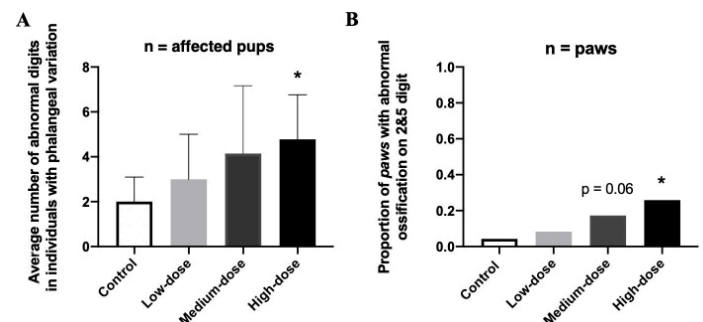 A
n = affected pups
Average number of abnormal digits
in individuals with phalangeal variation
8
6
4
2
0
*
Control
Low-dose
Medium-dose
High-dose
B
n = paws
Proportion of paws with abnormal
ossification on 2&5 digit
1.0
0.8
0.6
0.4
0.2
0.0
p = 0.06
*
Control
Low-dose
Medium-dose
High-dose